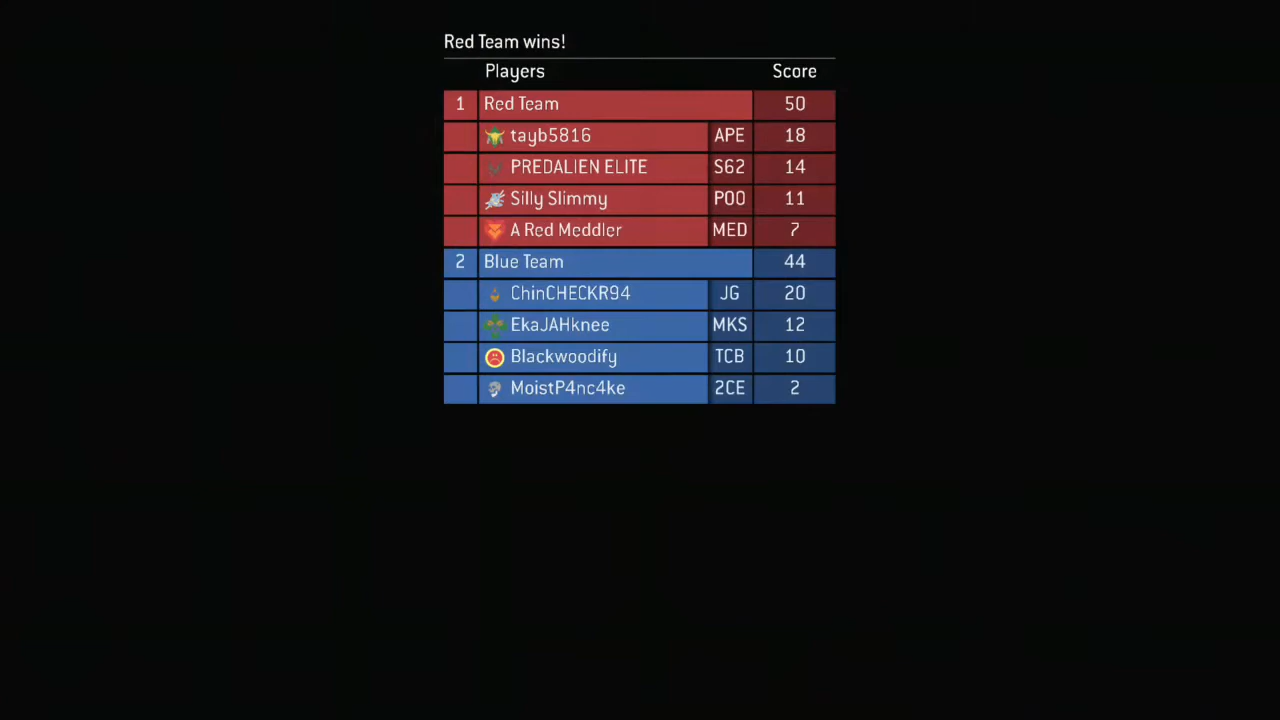 Red Team wins!
Players Score
1 Red Team 50
tayb5816 APE 18
PREDALIEN ELITE S62 14
Silly Slimmy POO 11
A Red Meddler MED 7
2 Blue Team 44
ChinCHECKR94 JG 20
EkaJAHknee MKS 12
Blackwoodify TCB 10
MoistP4nc4ke 2CE 2